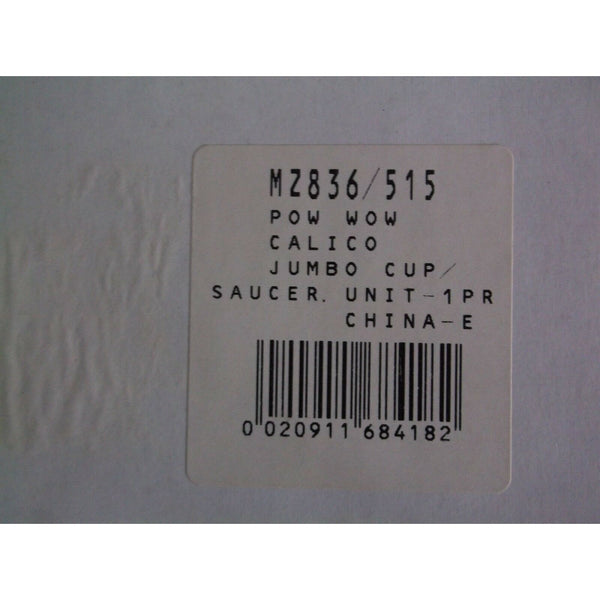 MZ836/515
POW WOW
CALICO
JUMBO CUP/
SAUCER. UNIT-1PR
CHINA-E
0 020911 684182